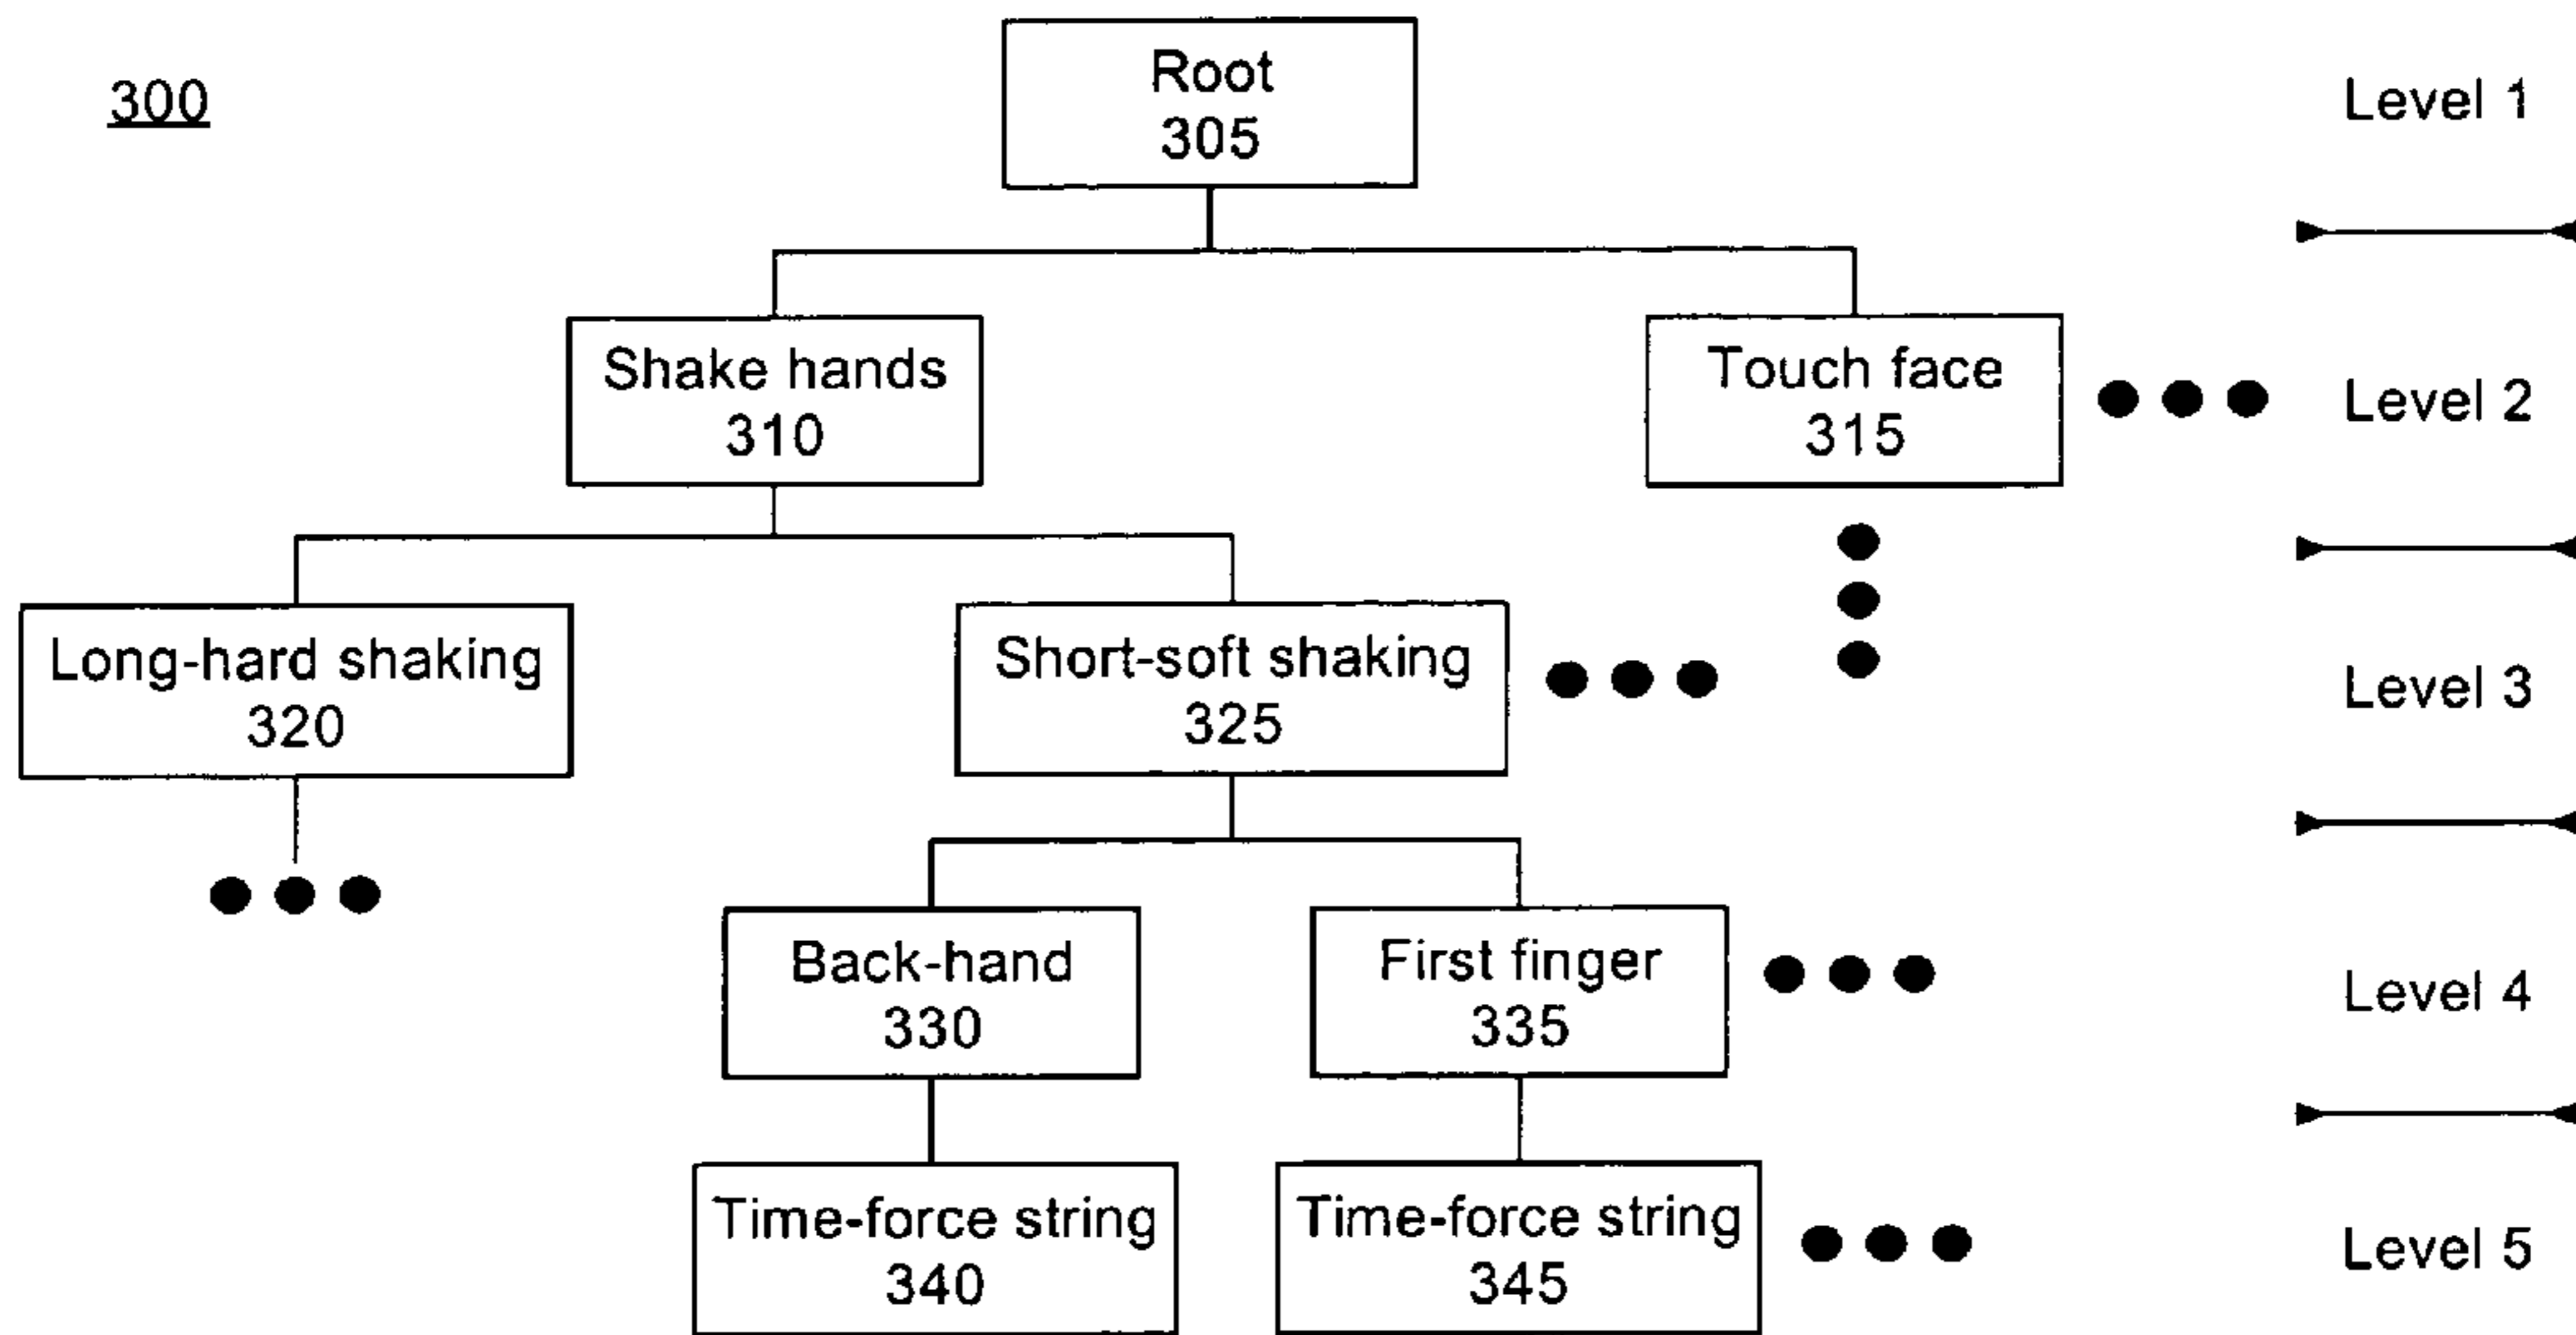 300
Root
305
Level 1
Shake hands
310
Touch face
315
Level 2
Long-hard shaking
320
Short-soft shaking
325
Level 3
Back-hand
330
First finger
335
Level 4
Time-force string
340
Time-force string
345
Level 5